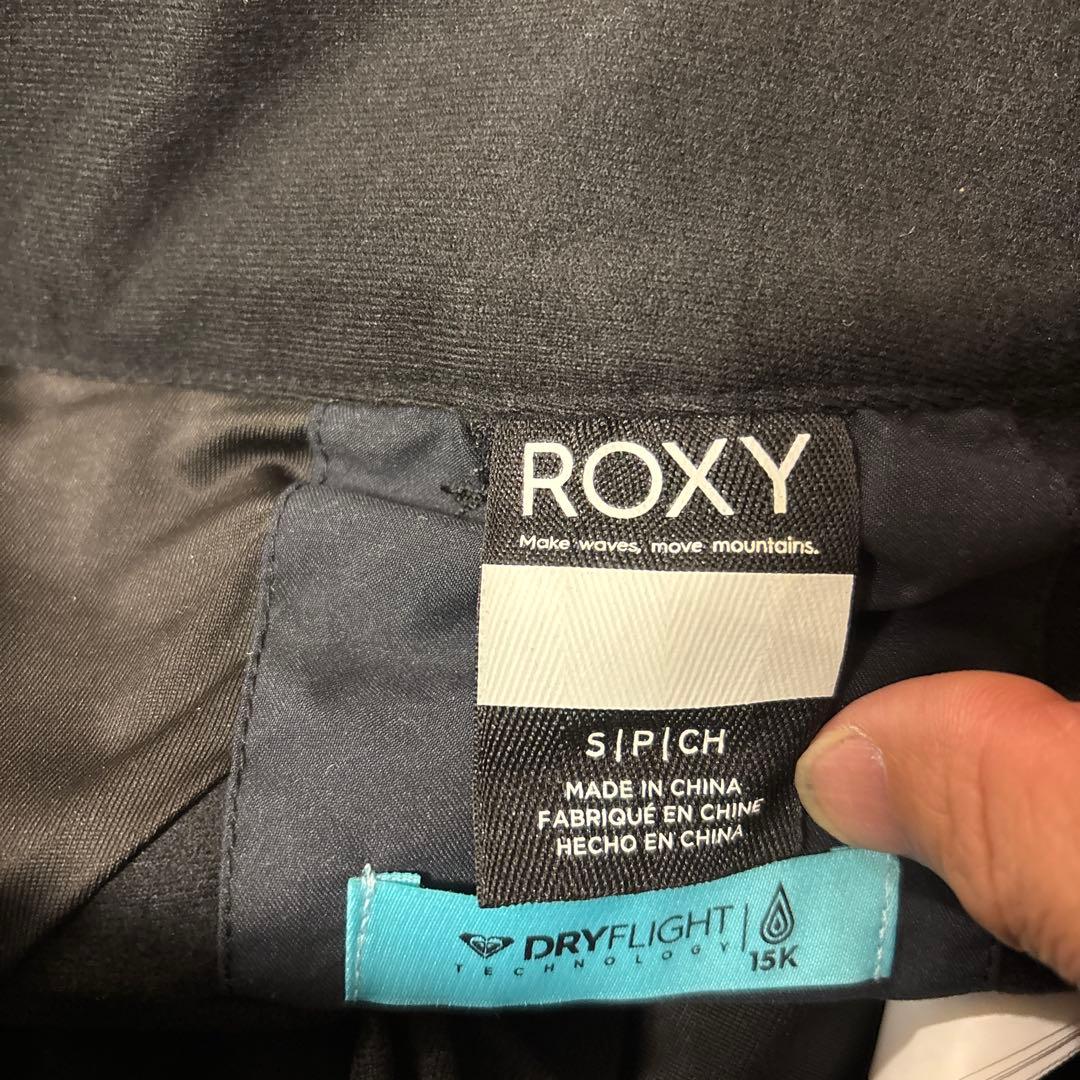 ROXY
Make waves, move mountains.
S|P|CH
MADE IN CHINA
FABRIQUÉ EN CHINE
HECHO EN CHINA
DRYFLIGHT
TECHNOLOGY
15K